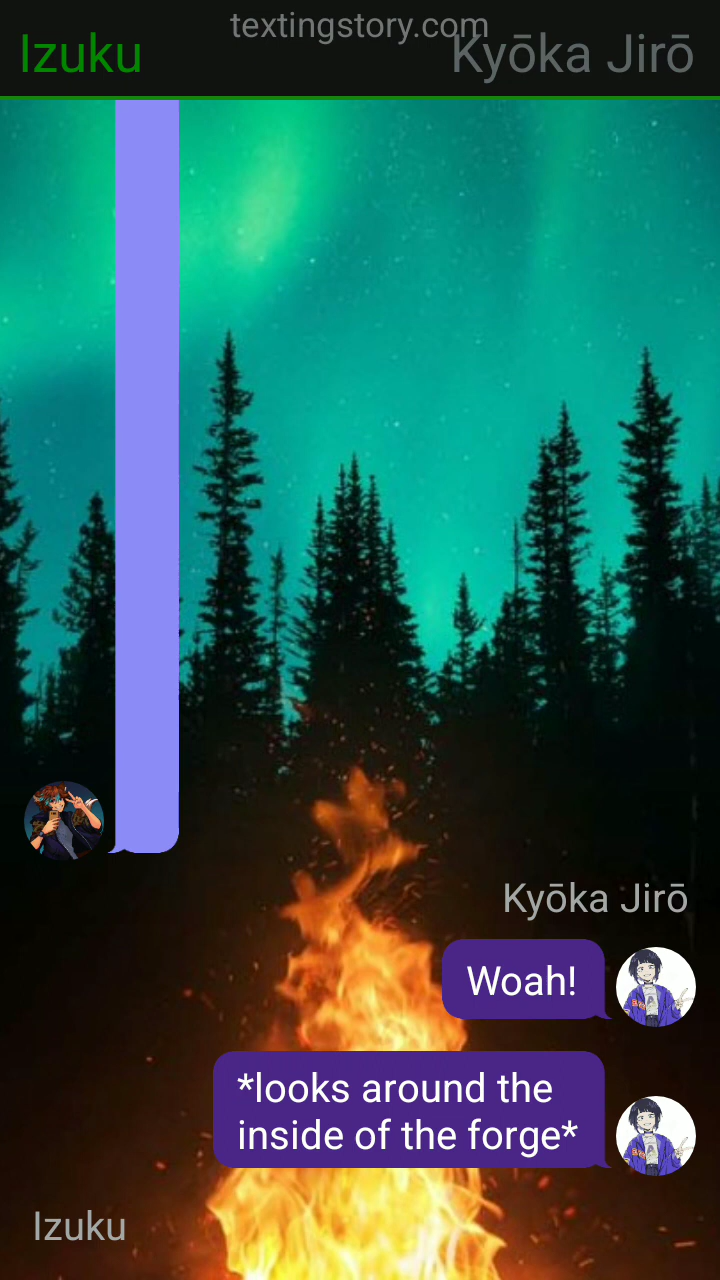 textingstory.com
Izuku
Kyōka Jirō
Kyōka Jirō
Woah!
*looks around the
inside of the forge*
Izuku